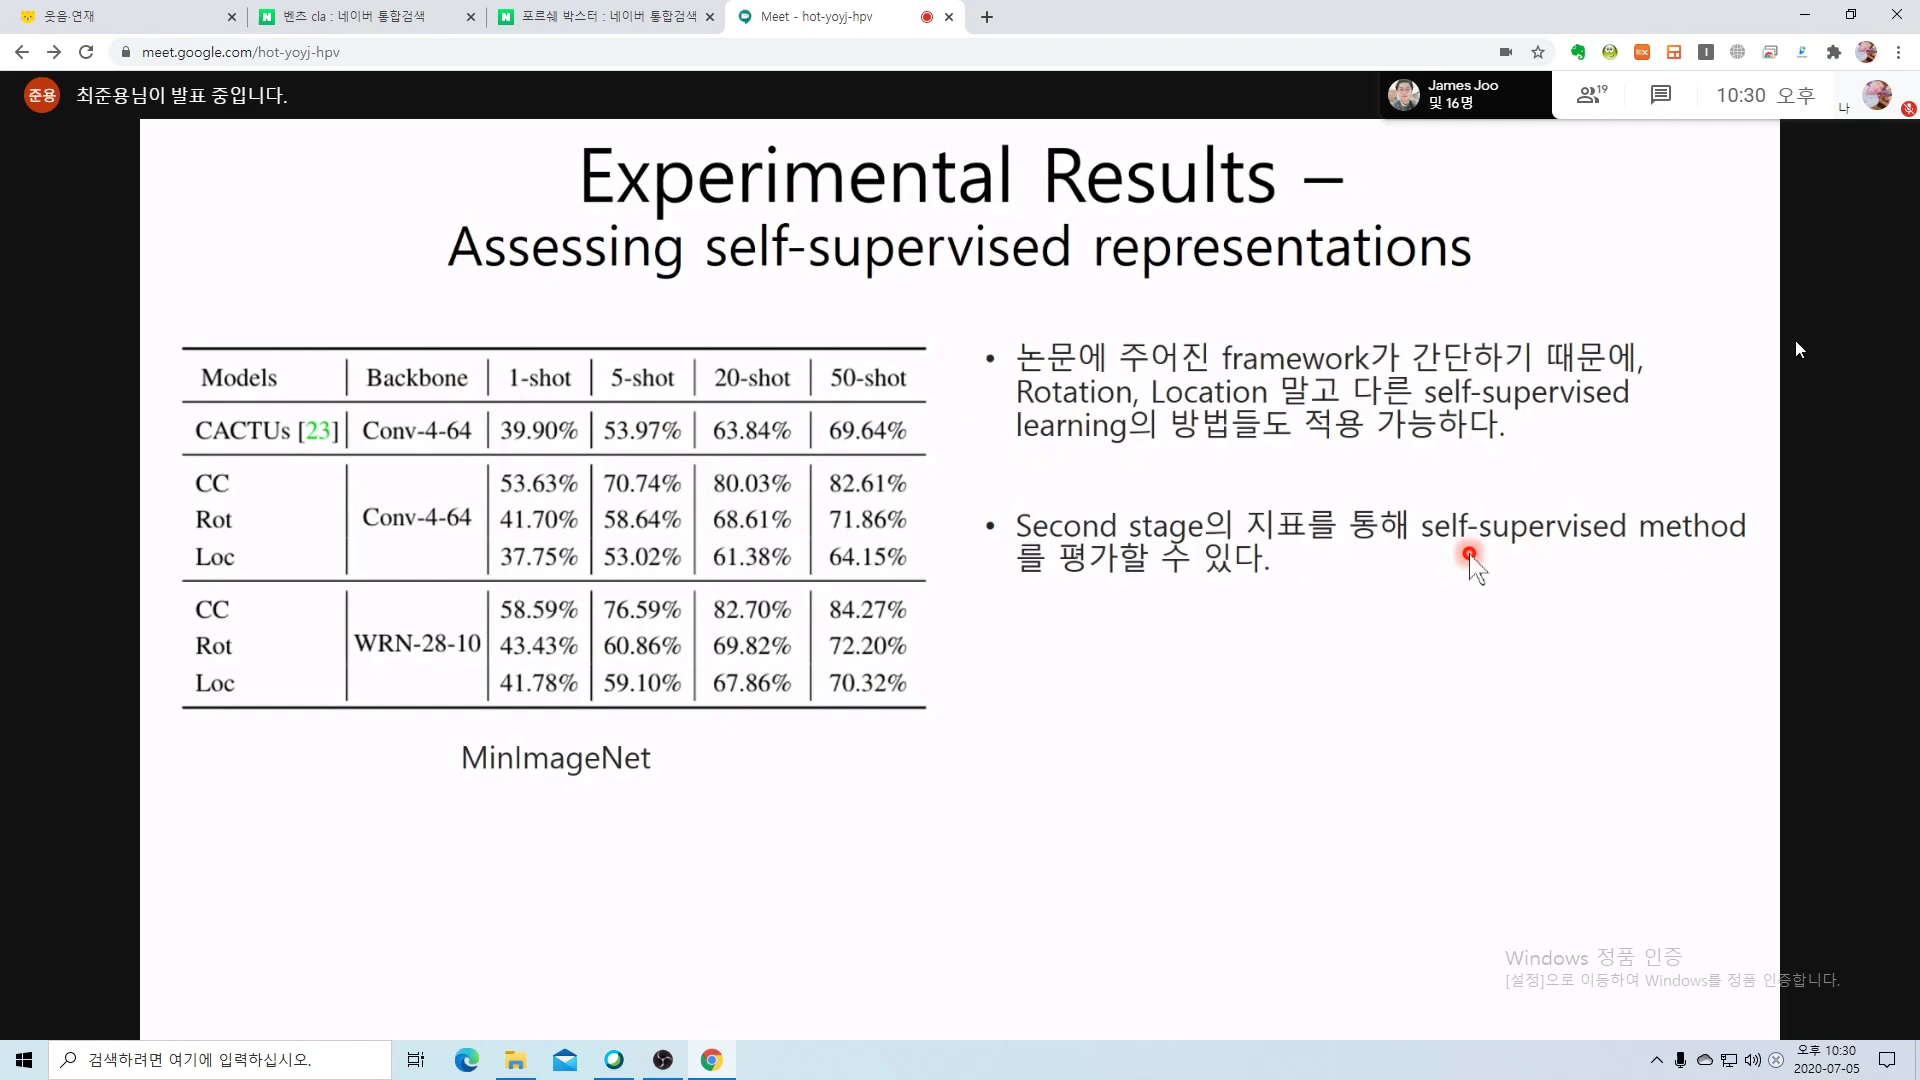 웃음·연재
벤츠 cla : 네이버 통합검색
포르쉐 박스터 : 네이버 통합검색
Meet - hot-yoyj-hpv
meet.google.com/hot-yoyj-hpv
준용
최준용님이 발표 중입니다.
James Joo
및 16명
19
10:30 오후
나
Experimental Results –
Assessing self-supervised representations
Models Backbone 1-shot 5-shot 20-shot 50-shot
CACTUs [23] Conv-4-64 39.90% 53.97% 63.84% 69.64%
CC 53.63% 70.74% 80.03% 82.61%
Rot Conv-4-64 41.70% 58.64% 68.61% 71.86%
Loc 37.75% 53.02% 61.38% 64.15%
CC 58.59% 76.59% 82.70% 84.27%
Rot WRN-28-10 43.43% 60.86% 69.82% 72.20%
Loc 41.78% 59.10% 67.86% 70.32%
MinImageNet
• 논문에 주어진 framework가 간단하기 때문에,
Rotation, Location 말고 다른 self-supervised
learning의 방법들도 적용 가능하다.
• Second stage의 지표를 통해 self-supervised method
를 평가할 수 있다.
Windows 정품 인증
[설정]으로 이동하여 Windows를 정품 인증합니다.
검색하려면 여기에 입력하십시오.
오후 10:30
2020-07-05